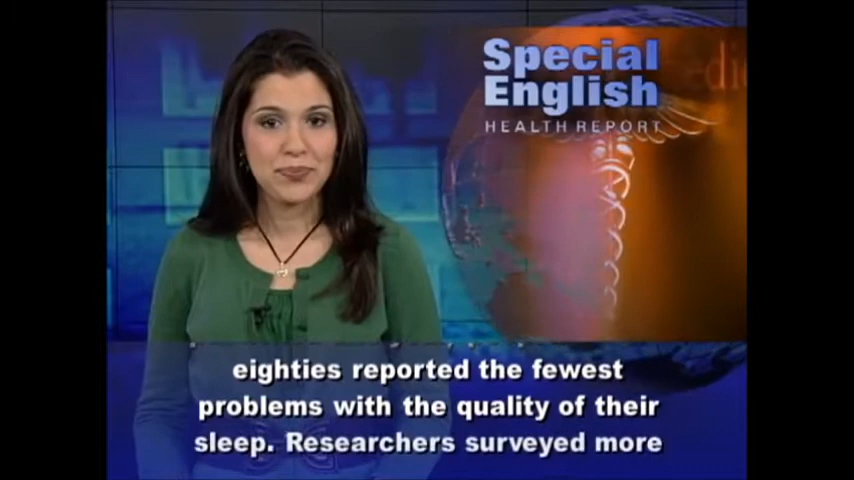 Special
English
HEALTH REPORT
eighties reported the fewest
problems with the quality of their
sleep. Researchers surveyed more